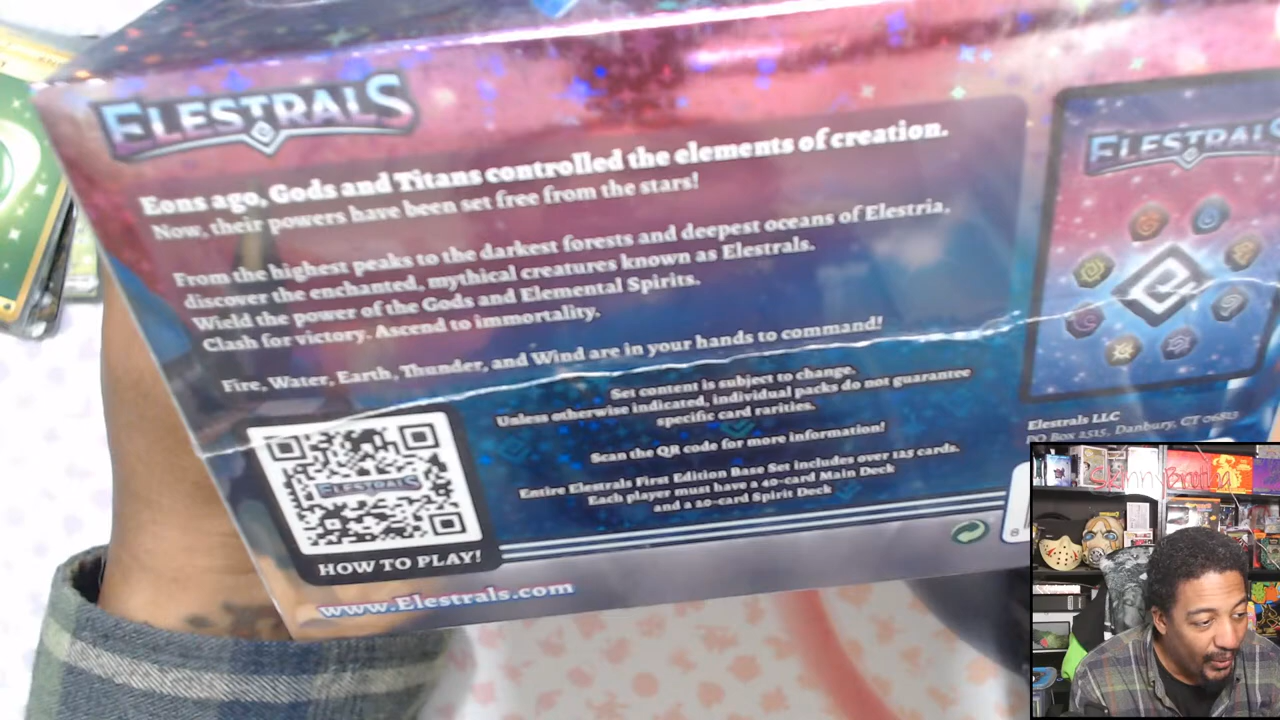 ELESTRALS
Eons ago, Gods and Titans controlled the elements of creation.
Now, their powers have been set free from the stars!
From the highest peaks to the darkest forests and deepest oceans of Elestria,
discover the enchanted, mythical creatures known as Elestrals.
Wield the power of the Gods and Elemental Spirits.
Clash for victory. Ascend to immortality.
Fire, Water, Earth, Thunder, and Wind are in your hands to command!
Set content is subject to change.
Unless otherwise indicated, individual packs do not guarantee
specific card rarities.
Scan the QR code for more information!
Entire Elestrals First Edition Base Set includes over 125 cards.
Each player must have a 40-card Main Deck
and a 20-card Spirit Deck
ELESTRALS
HOW TO PLAY!
www.Elestrals.com
ELESTRALS
Elestrals LLC
PO Box 2515, Danbury, CT 06813